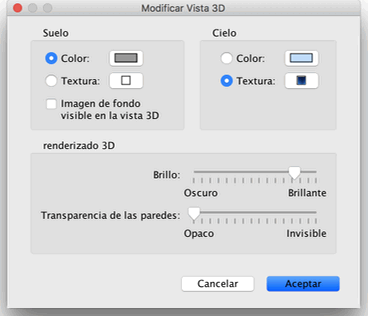 Modificar Vista 3D
Suelo
Color:
Textura:
Imagen de fondo
visible en la vista 3D
Cielo
Color:
Textura:
renderizado 3D
Brillo:
Oscuro Brillante
Transparencia de las paredes:
Opaco Invisible
Cancelar Aceptar